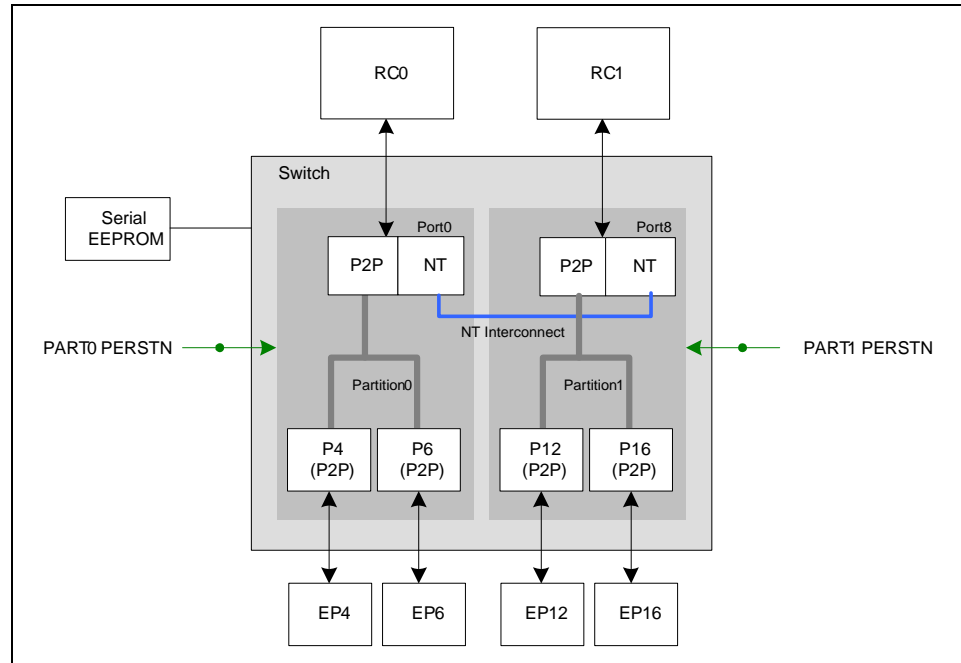 RC0
RC1
Switch
Serial
EEPROM
Port0
Port8
P2P
NT
P2P
NT
NT Interconnect
PART0 PERSTN
PART1 PERSTN
Partition0
Partition1
P4
(P2P)
P6
(P2P)
P12
(P2P)
P16
(P2P)
EP4
EP6
EP12
EP16